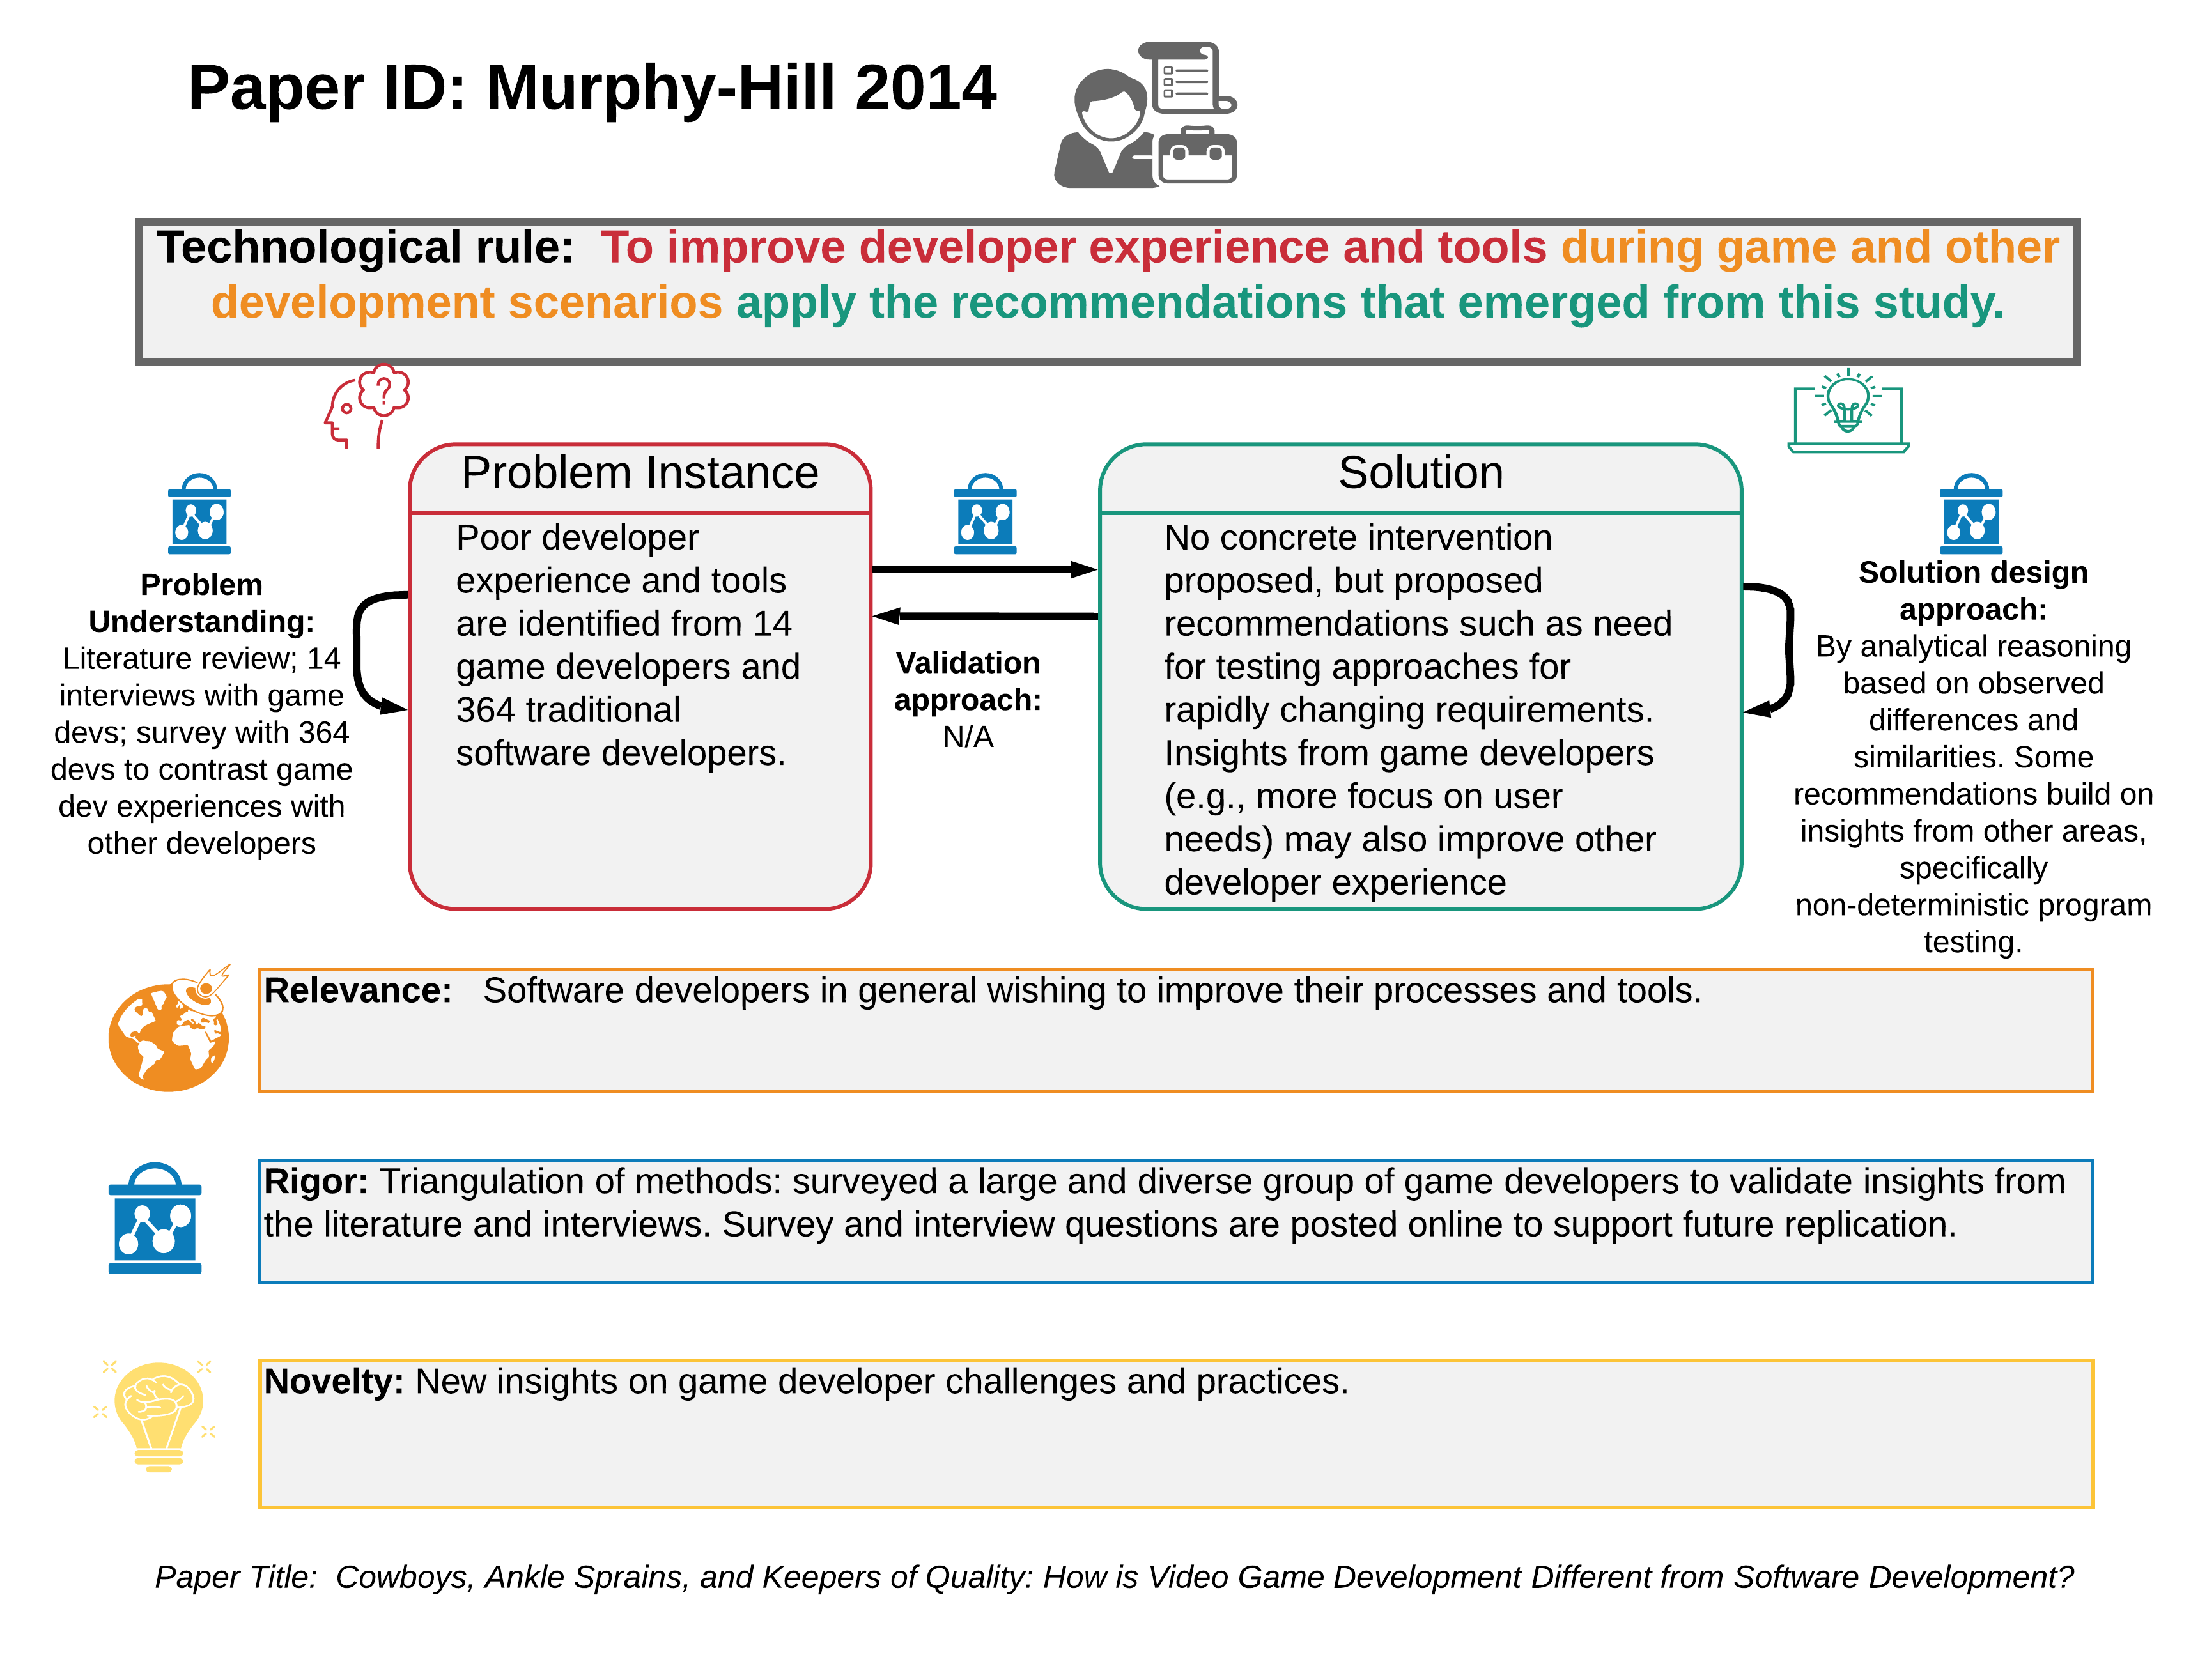 Paper ID: Murphy-Hill 2014
Technological rule: To improve developer experience and tools during game and other
development scenarios apply the recommendations that emerged from this study.
Problem
Understanding:
Literature review; 14
interviews with game
devs; survey with 364
devs to contrast game
dev experiences with
other developers
Problem Instance
Poor developer
experience and tools
are identified from 14
game developers and
364 traditional
software developers.
Validation
approach:
N/A
Solution
No concrete intervention
proposed, but proposed
recommendations such as need
for testing approaches for
rapidly changing requirements.
Insights from game developers
(e.g., more focus on user
needs) may also improve other
developer experience
Solution design
approach:
By analytical reasoning
based on observed
differences and
similarities. Some
recommendations build on
insights from other areas,
specifically
non-deterministic program
testing.
Relevance: Software developers in general wishing to improve their processes and tools.
Rigor: Triangulation of methods: surveyed a large and diverse group of game developers to validate insights from
the literature and interviews. Survey and interview questions are posted online to support future replication.
Novelty: New insights on game developer challenges and practices.
Paper Title: Cowboys, Ankle Sprains, and Keepers of Quality: How is Video Game Development Different from Software Development?